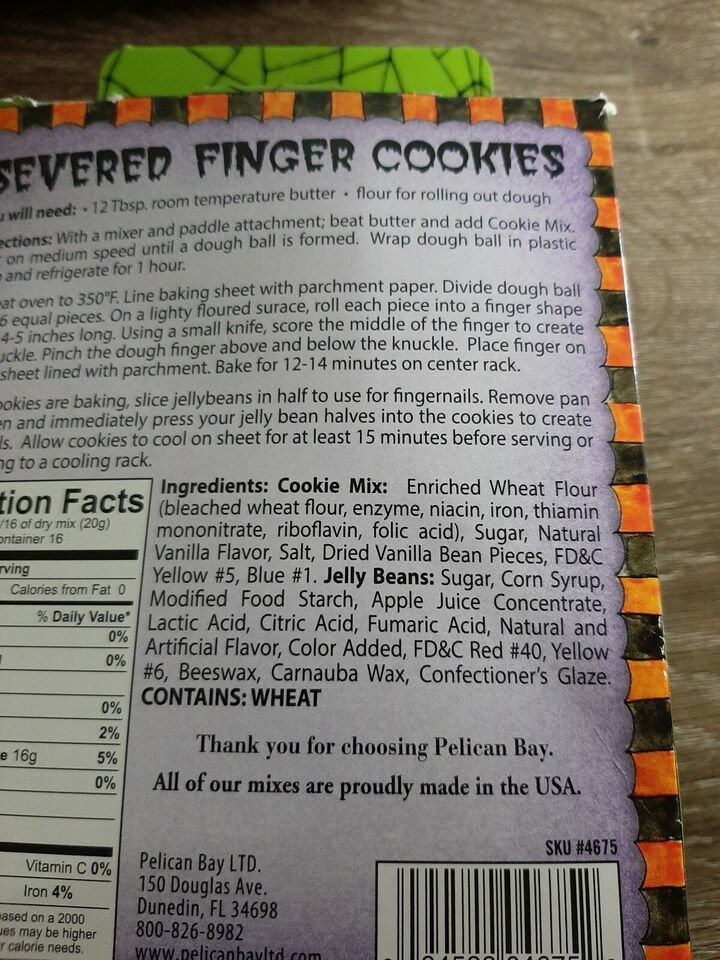 SEVERED FINGER COOKIES
will need: • 12 Tbsp. room temperature butter • flour for rolling out dough
With a mixer and paddle attachment; beat butter and add Cookie Mix.
on medium speed until a dough ball is formed. Wrap dough ball in plastic
and refrigerate for 1 hour.
oven to 350°F. Line baking sheet with parchment paper. Divide dough ball
equal pieces. On a lighty floured surace, roll each piece into a finger shape
4-5 inches long. Using a small knife, score the middle of the finger to create
Pinch the dough finger above and below the knuckle. Place finger on
sheet lined with parchment. Bake for 12-14 minutes on center rack.
are baking, slice jellybeans in half to use for fingernails. Remove pan
and immediately press your jelly bean halves into the cookies to create
Allow cookies to cool on sheet for at least 15 minutes before serving or
to a cooling rack.
Facts
/16 of dry mix (20g)
16
Calories from Fat 0
% Daily Value*
0%
0%
0%
2%
16g 5%
0%
Vitamin C 0%
Iron 4%
on a 2000
may be higher
calorie needs.
Ingredients: Cookie Mix: Enriched Wheat Flour
(bleached wheat flour, enzyme, niacin, iron, thiamin
mononitrate, riboflavin, folic acid), Sugar, Natural
Vanilla Flavor, Salt, Dried Vanilla Bean Pieces, FD&C
Yellow #5, Blue #1. Jelly Beans: Sugar, Corn Syrup,
Modified Food Starch, Apple Juice Concentrate,
Lactic Acid, Citric Acid, Fumaric Acid, Natural and
Artificial Flavor, Color Added, FD&C Red #40, Yellow
#6, Beeswax, Carnauba Wax, Confectioner's Glaze.
CONTAINS: WHEAT
Thank you for choosing Pelican Bay.
All of our mixes are proudly made in the USA.
SKU #4675
Pelican Bay LTD.
150 Douglas Ave.
Dunedin, FL 34698
800-826-8982
www.pelicanbayltd.com